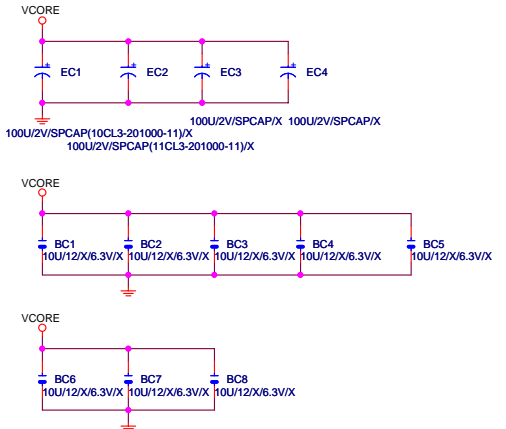 VCORE
EC1 EC2 EC3 EC4
100U/2V/SPCAP/X 100U/2V/SPCAP/X
100U/2V/SPCAP(10CL3-201000-11)/X
100U/2V/SPCAP(11CL3-201000-11)/X
VCORE
BC1 BC2 BC3 BC4 BC5
10U/12/X/6.3V/X 10U/12/X/6.3V/X 10U/12/X/6.3V/X 10U/12/X/6.3V/X 10U/12/X/6.3V/X
VCORE
BC6 BC7 BC8
10U/12/X/6.3V/X 10U/12/X/6.3V/X 10U/12/X/6.3V/X